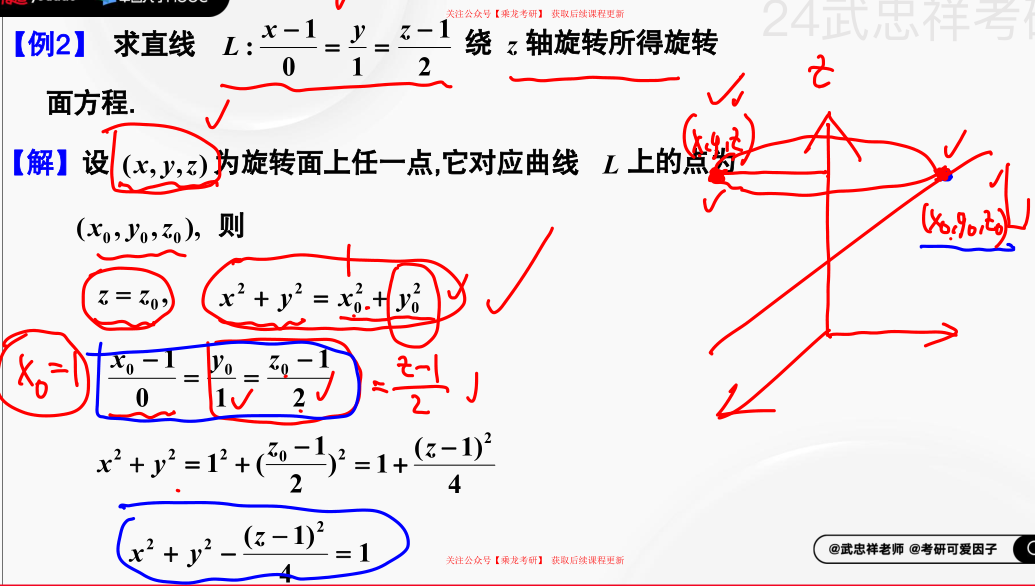 关注公众号【乘龙考研】 获取后续课程更新
24武忠祥考研
【例2】 求直线 L : \frac{x-1}{0} = \frac{y}{1} = \frac{z-1}{2} 绕 z 轴旋转所得旋转
面方程.
【解】设 (x, y, z) 为旋转面上任一点,它对应曲线 L 上的点为
(x_0, y_0, z_0), 则
z = z_0, x^2 + y^2 = x_0^2 + y_0^2
x_0 = 1 \frac{x_0-1}{0} = \frac{y_0}{1} = \frac{z_0-1}{2} = \frac{z-1}{2}
x^2 + y^2 = 1^2 + (\frac{z_0-1}{2})^2 = 1 + \frac{(z-1)^2}{4}
x^2 + y^2 - \frac{(z-1)^2}{4} = 1
z
(x,y,z)
(x_0,y_0,z_0)
@武忠祥老师 @考研可爱因子
关注公众号【乘龙考研】 获取后续课程更新